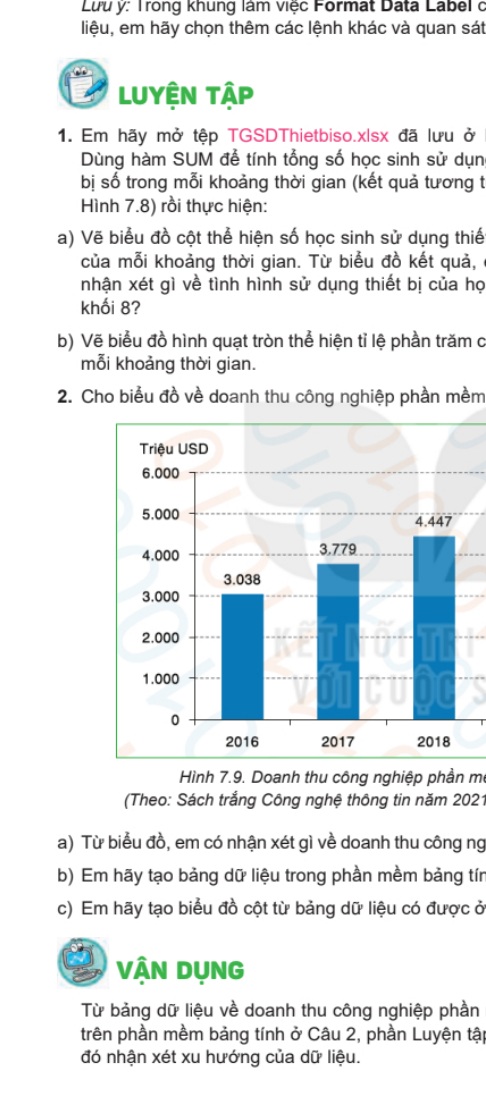 Lưu ý: Trong khung làm việc Format Data Label
liệu, em hãy chọn thêm các lệnh khác và quan sát
LUYỆN TẬP
1. Em hãy mở tệp TGSDThietbiso.xlsx đã lưu ở
Dùng hàm SUM để tính tổng số học sinh sử dụn
bị số trong mỗi khoảng thời gian (kết quả tương t
Hình 7.8) rồi thực hiện:
a) Vẽ biểu đồ cột thể hiện số học sinh sử dụng thiế
của mỗi khoảng thời gian. Từ biểu đồ kết quả,
nhận xét gì về tình hình sử dụng thiết bị của họ
khối 8?
b) Vẽ biểu đồ hình quạt tròn thể hiện tỉ lệ phần trăm c
mỗi khoảng thời gian.
2. Cho biểu đồ về doanh thu công nghiệp phần mềm
Triệu USD
6.000
5.000
4.447
4.000
3.779
3.038
3.000
2.000
KẾT NỐI TRI
1.000
VỚI CUỘC S
0
2016 2017 2018
Hình 7.9. Doanh thu công nghiệp phần mề
(Theo: Sách trắng Công nghệ thông tin năm 2021
a) Từ biểu đồ, em có nhận xét gì về doanh thu công ng
b) Em hãy tạo bảng dữ liệu trong phần mềm bảng tín
c) Em hãy tạo biểu đồ cột từ bảng dữ liệu có được ở
VẬN DỤNG
Từ bảng dữ liệu về doanh thu công nghiệp phần
trên phần mềm bảng tính ở Câu 2, phần Luyện tập
đó nhận xét xu hướng của dữ liệu.